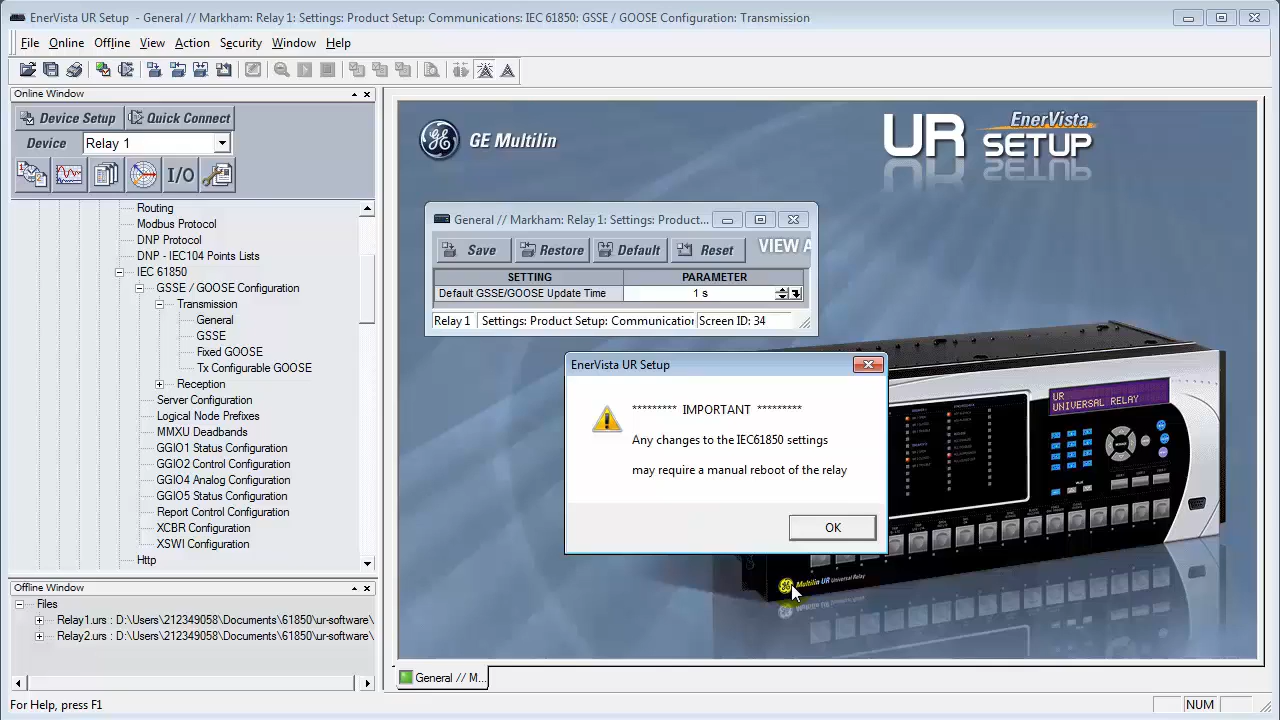 EnerVista UR Setup - General // Markham: Relay 1: Settings: Product Setup: Communications: IEC 61850: GSSE / GOOSE Configuration: Transmission
File Online Offline View Action Security Window Help
Online Window
Device Setup Quick Connect
Device Relay 1
I/O
Routing
Modbus Protocol
DNP Protocol
DNP - IEC104 Points Lists
IEC 61850
GSSE / GOOSE Configuration
Transmission
General
GSSE
Fixed GOOSE
Tx Configurable GOOSE
Reception
Server Configuration
Logical Node Prefixes
MMXU Deadbands
GGIO1 Status Configuration
GGIO2 Control Configuration
GGIO4 Analog Configuration
GGIO5 Status Configuration
Report Control Configuration
XCBR Configuration
XSWI Configuration
Http
Offline Window
Files
Relay1.urs : D:\Users\212349058\Documents\61850\ur-software\
Relay2.urs : D:\Users\212349058\Documents\61850\ur-software\
GE Multilin
EnerVista
UR SETUP
General // Markham: Relay 1: Settings: Product...
Save Restore Default Reset VIEW A
SETTING PARAMETER
Default GSSE/GOOSE Update Time 1 s
Relay 1 Settings: Product Setup: Communication Screen ID: 34
EnerVista UR Setup
********* IMPORTANT *********
Any changes to the IEC61850 settings
may require a manual reboot of the relay
OK
UR
UNIVERSAL RELAY
Multilin UR Universal Relay
General // M...
For Help, press F1
NUM